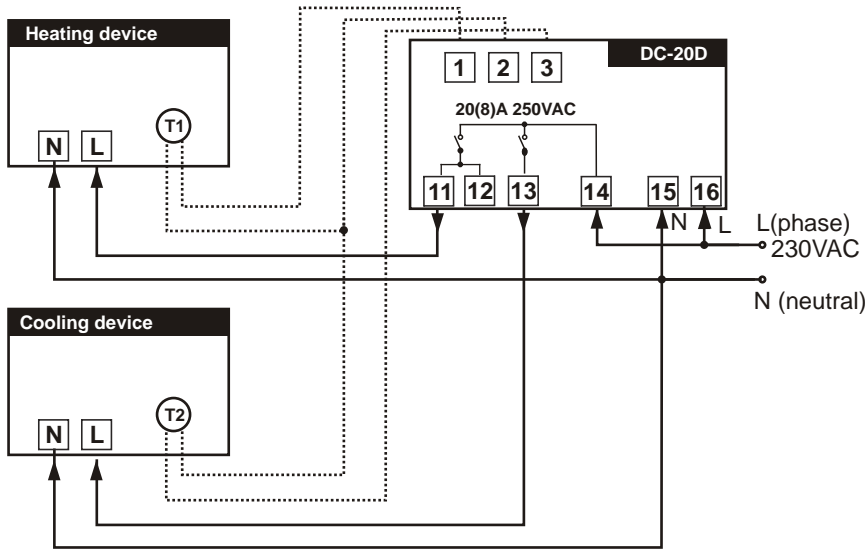 Heating device
T1
N L
DC-20D
1 2 3
20(8)A 250VAC
11 12 13 14 15 16
N L
L(phase)
230VAC
N (neutral)
Cooling device
T2
N L